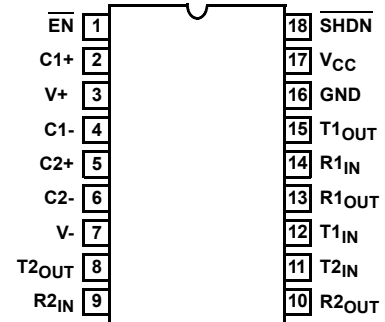 EN 1 18 SHDN
C1+ 2 17 VCC
V+ 3 16 GND
C1- 4 15 T1OUT
C2+ 5 14 R1IN
C2- 6 13 R1OUT
V- 7 12 T1IN
T2OUT 8 11 T2IN
R2IN 9 10 R2OUT